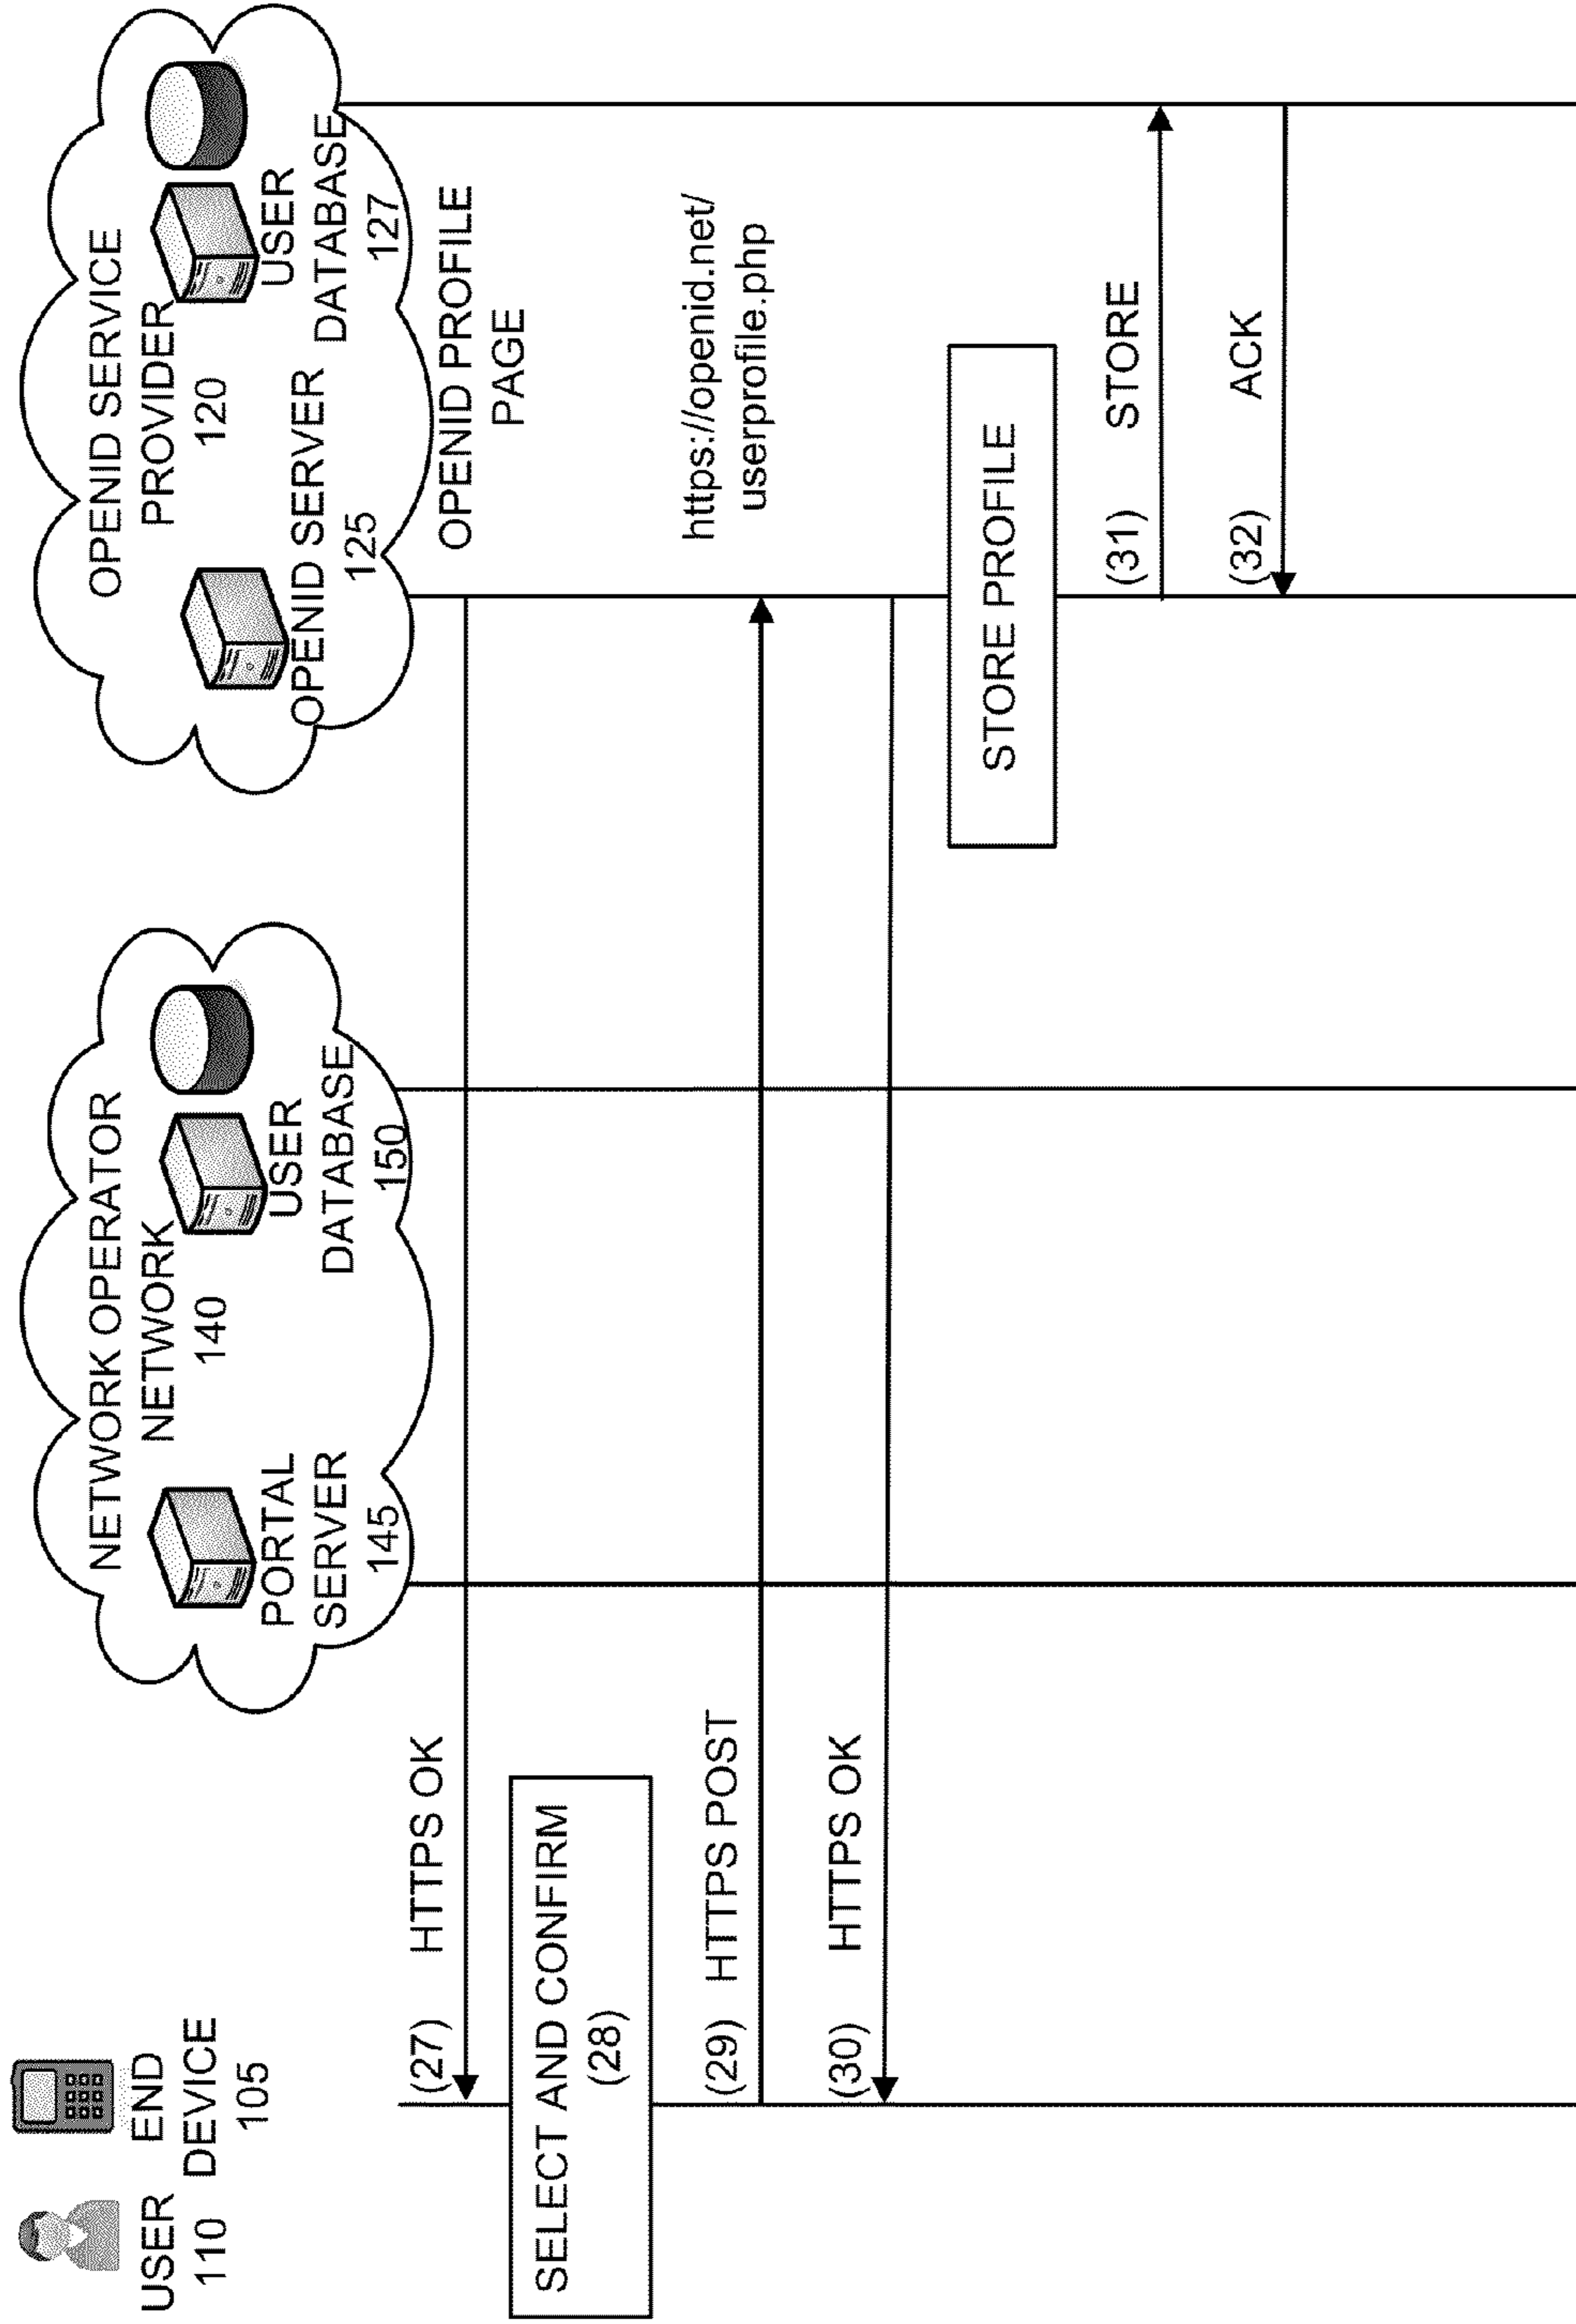 USER
110
END
DEVICE
105
NETWORK OPERATOR
NETWORK
140
PORTAL
SERVER
145
USER
DATABASE
150
OPENID SERVICE
PROVIDER
120
OPENID SERVER
125
USER
DATABASE
127
(27) HTTPS OK
OPENID PROFILE
PAGE
SELECT AND CONFIRM
(28)
(29) HTTPS POST
https://openid.net/
userprofile.php
(30) HTTPS OK
STORE PROFILE
(31) STORE
(32) ACK